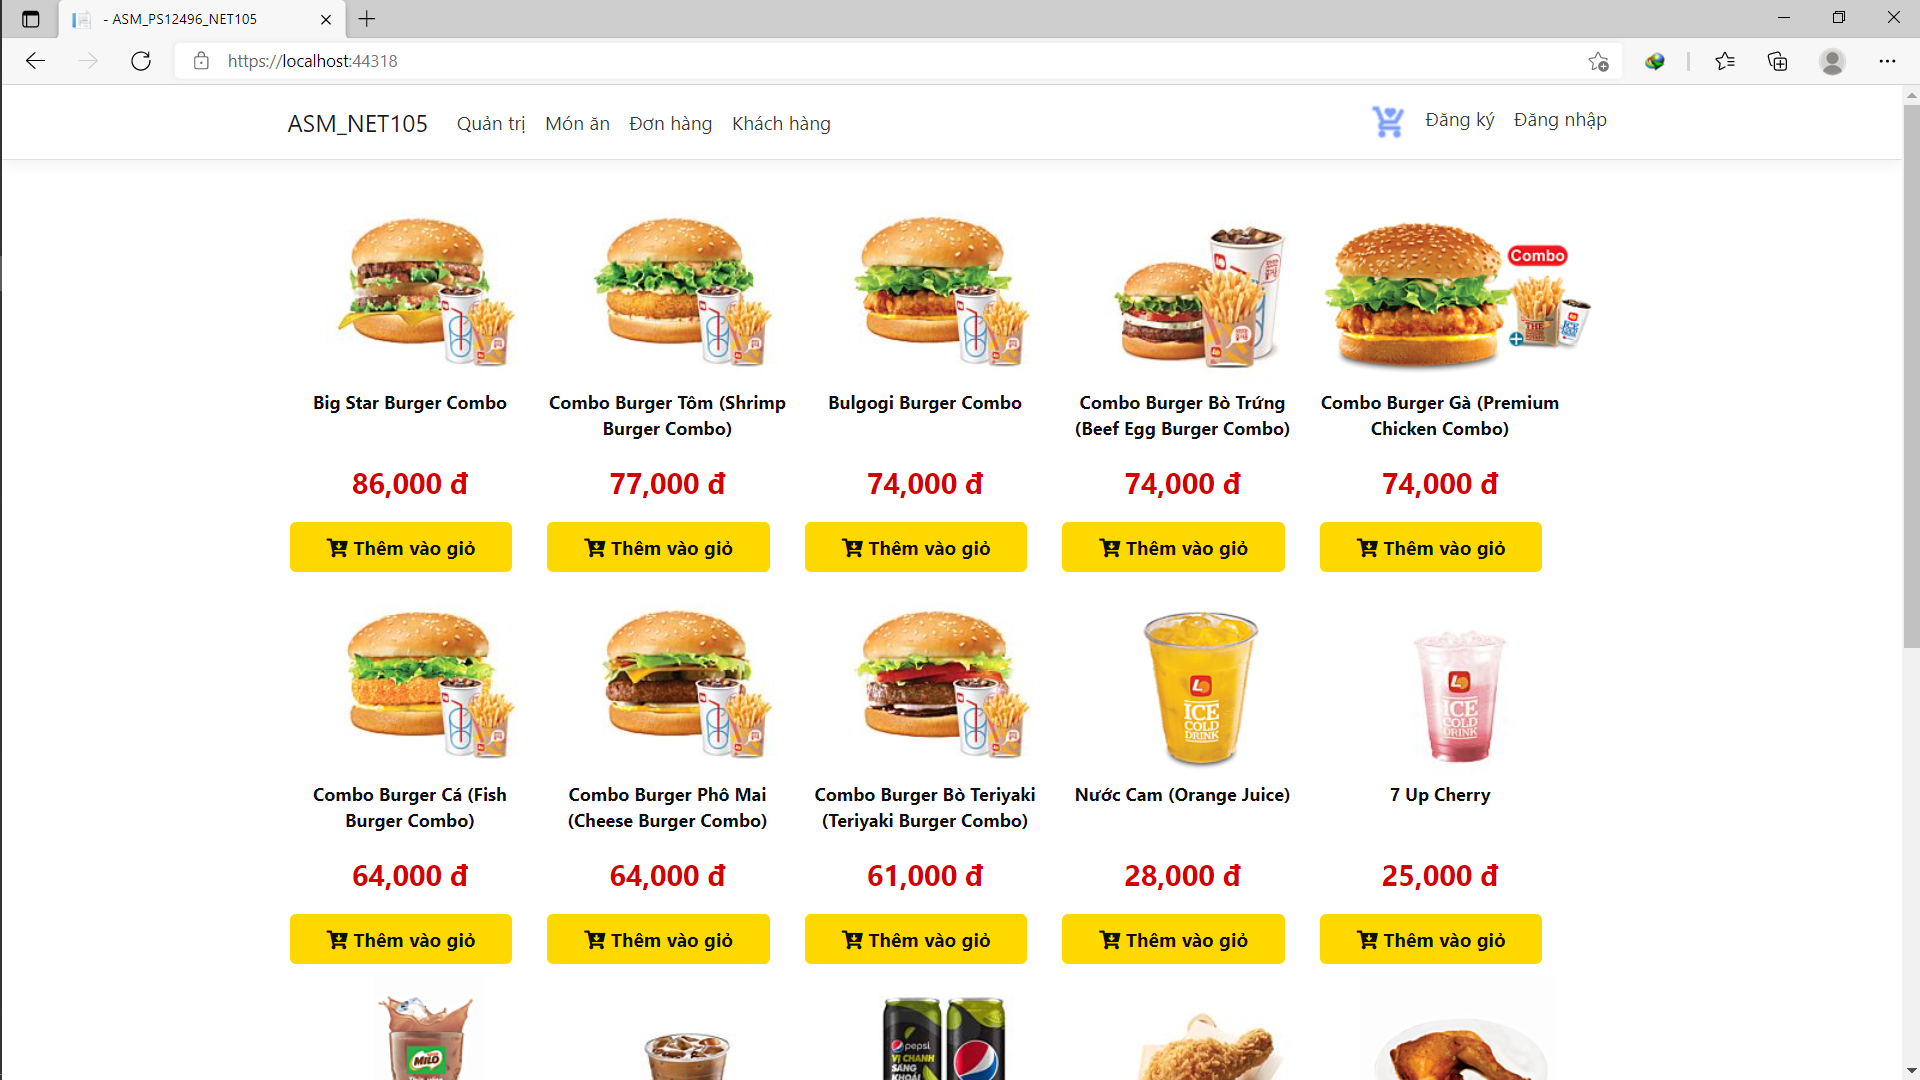 - ASM_PS12496_NET105
https://localhost:44318
ASM_NET105 Quản trị Món ăn Đơn hàng Khách hàng Đăng ký Đăng nhập
Combo
ICE
Big Star Burger Combo
Combo Burger Tôm (Shrimp
Burger Combo)
Bulgogi Burger Combo
Combo Burger Bò Trứng
(Beef Egg Burger Combo)
Combo Burger Gà (Premium
Chicken Combo)
86,000 đ 77,000 đ 74,000 đ 74,000 đ 74,000 đ
Thêm vào giỏ Thêm vào giỏ Thêm vào giỏ Thêm vào giỏ Thêm vào giỏ
ICE
COLD
DRINK
ICE
COLD
DRINK
Combo Burger Cá (Fish
Burger Combo)
Combo Burger Phô Mai
(Cheese Burger Combo)
Combo Burger Bò Teriyaki
(Teriyaki Burger Combo)
Nước Cam (Orange Juice)
7 Up Cherry
64,000 đ 64,000 đ 61,000 đ 28,000 đ 25,000 đ
Thêm vào giỏ Thêm vào giỏ Thêm vào giỏ Thêm vào giỏ Thêm vào giỏ
MILO
pepsi
VỊ CHANH
SẢNG
KHOÁI